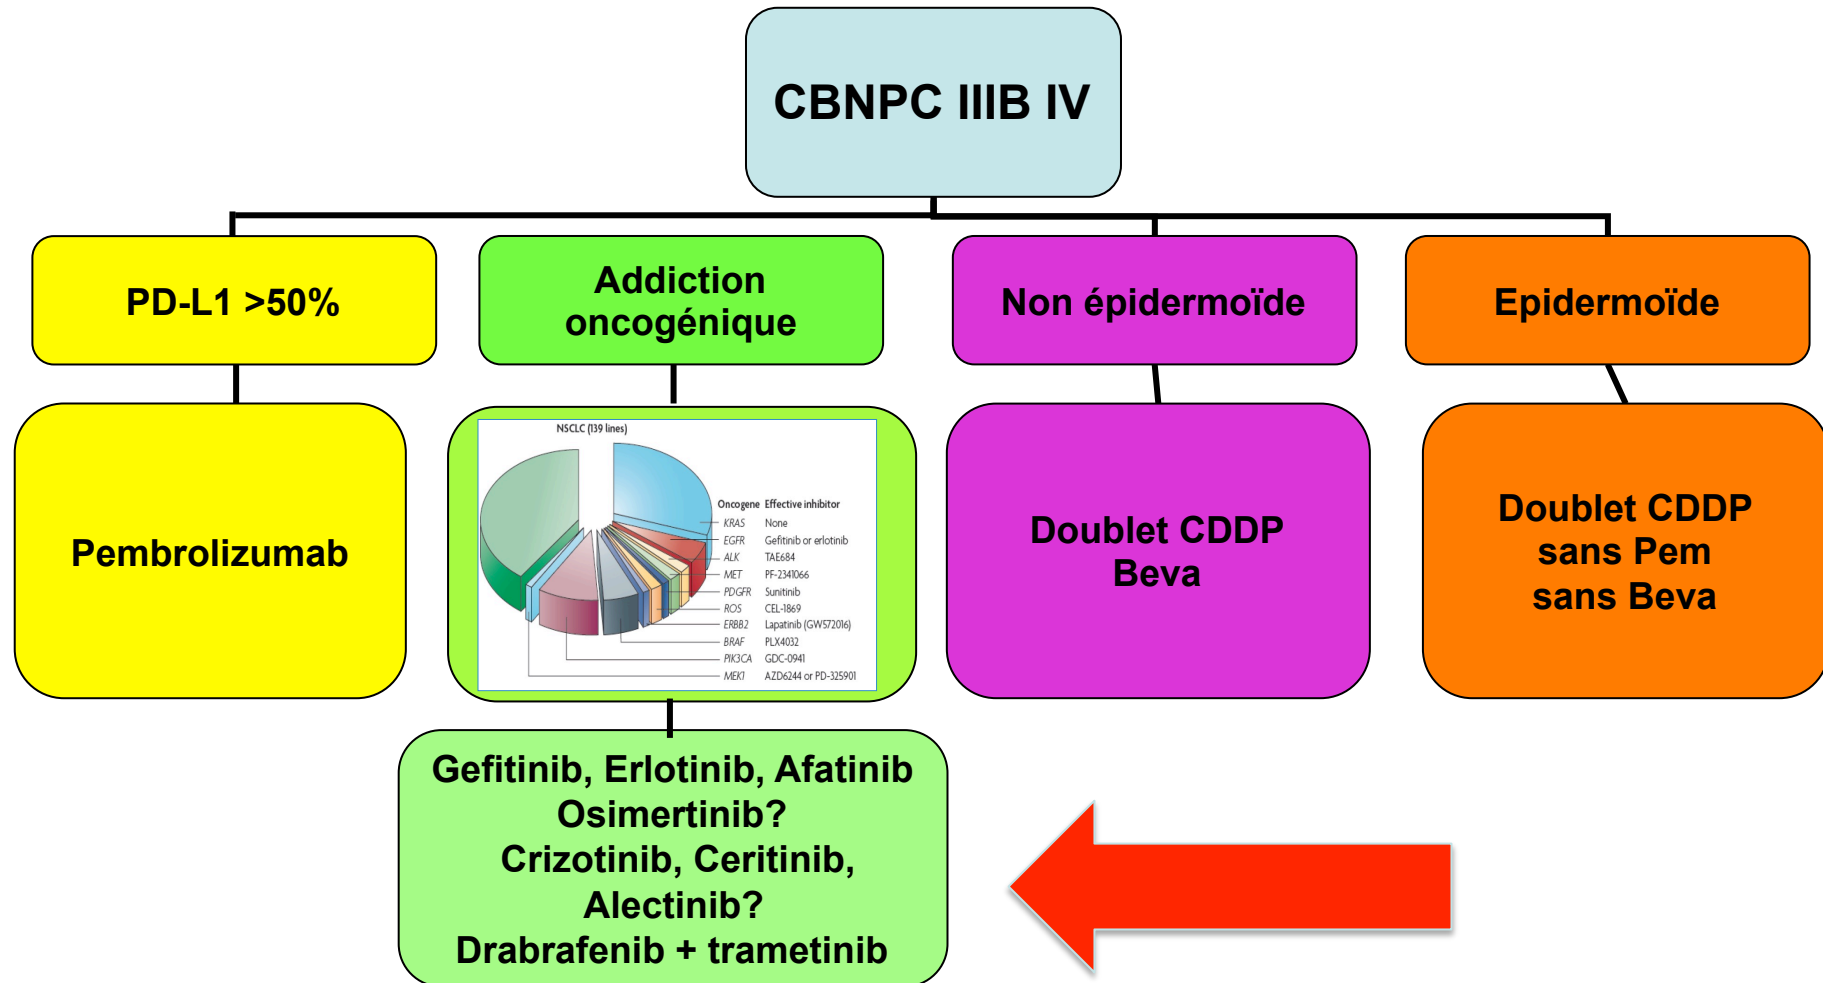 CBNPC IIIB IV
PD-L1 >50%
Addiction
oncogénique
Non épidermoïde
Epidermoïde
Pembrolizumab
NSCLC (139 lines)
Oncogene Effective inhibitor
KRAS None
EGFR Gefitinib or erlotinib
ALK TAE684
MET PF-2341066
PDGFR Sunitinib
ROS CEL-1869
ERBB2 Lapatinib (GW572016)
BRAF PLX4032
PIK3CA GDC-0941
MEK1 AZD6244 or PD-325901
Doublet CDDP
Beva
Doublet CDDP
sans Pem
sans Beva
Gefitinib, Erlotinib, Afatinib
Osimertinib?
Crizotinib, Ceritinib,
Alectinib?
Drabrafenib + trametinib